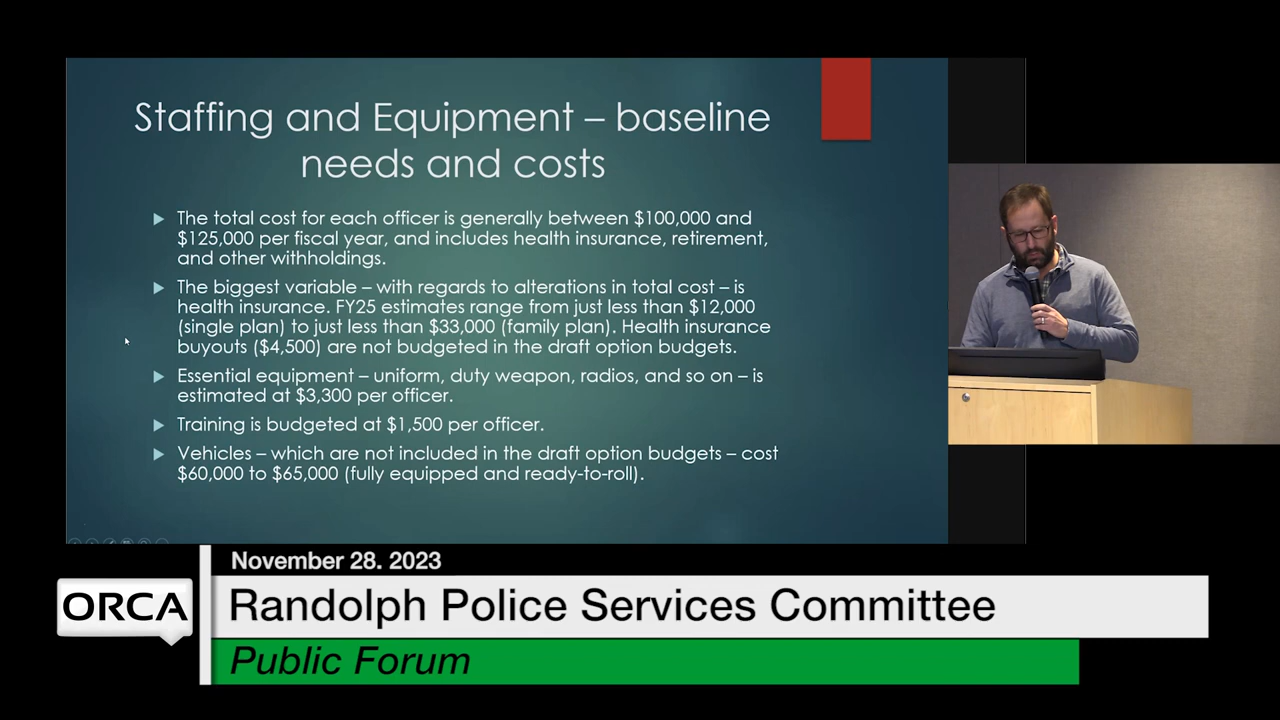 Staffing and Equipment – baseline
needs and costs
The total cost for each officer is generally between $100,000 and
$125,000 per fiscal year, and includes health insurance, retirement,
and other withholdings.
The biggest variable – with regards to alterations in total cost – is
health insurance. FY25 estimates range from just less than $12,000
(single plan) to just less than $33,000 (family plan). Health insurance
buyouts ($4,500) are not budgeted in the draft option budgets.
Essential equipment – uniform, duty weapon, radios, and so on – is
estimated at $3,300 per officer.
Training is budgeted at $1,500 per officer.
Vehicles – which are not included in the draft option budgets – cost
$60,000 to $65,000 (fully equipped and ready-to-roll).
November 28. 2023
ORCA
Randolph Police Services Committee
Public Forum